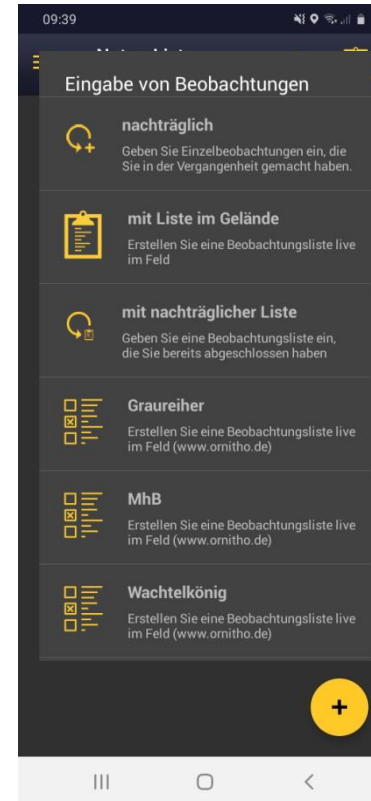 09:39
Eingabe von Beobachtungen
nachträglich
Geben Sie Einzelbeobachtungen ein, die
Sie in der Vergangenheit gemacht haben.
mit Liste im Gelände
Erstellen Sie eine Beobachtungsliste live
im Feld
mit nachträglicher Liste
Geben Sie eine Beobachtungsliste ein,
die Sie bereits abgeschlossen haben
Graureiher
Erstellen Sie eine Beobachtungsliste live
im Feld (www.ornitho.de)
MhB
Erstellen Sie eine Beobachtungsliste live
im Feld (www.ornitho.de)
Wachtelkönig
Erstellen Sie eine Beobachtungsliste live
im Feld (www.ornitho.de)